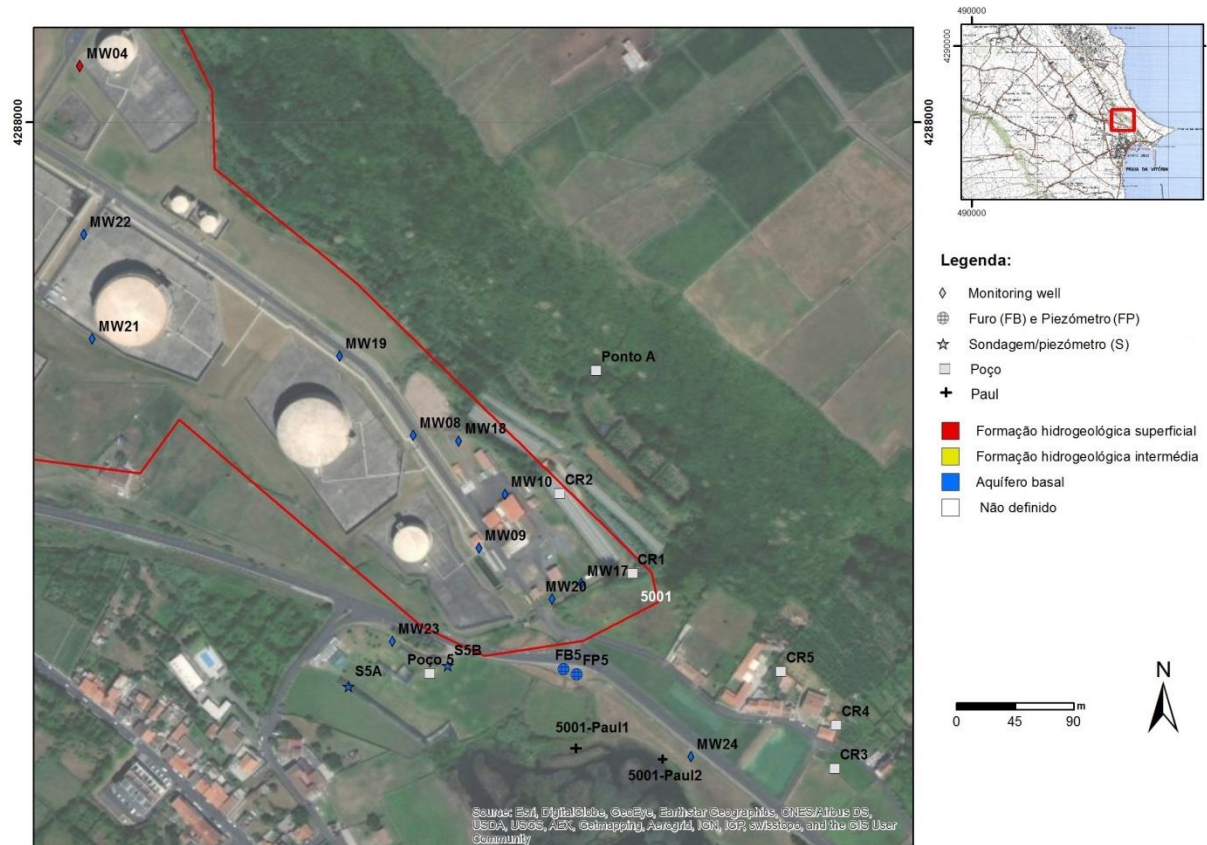 490000
4290000
490000
PRAIA DA VITÓRIA
4288000
4288000
MW04
MW22
MW21
MW19
Ponto A
MW08
MW18
MW10
CR2
MW09
CR1
MW17
MW20
5001
MW23
S5B
Poço_5
S5A
FB5
FP5
CR5
CR4
CR3
5001-Paul1
MW24
5001-Paul2
Source: Esri, DigitalGlobe, GeoEye, Earthstar Geographics, CNES/Airbus DS,
USDA, USGS, AEX, Getmapping, Aerogrid, IGN, IGP, swisstopo, and the GIS User
Community
Legenda:
Monitoring well
Furo (FB) e Piezómetro (FP)
Sondagem/piezómetro (S)
Poço
Paul
Formação hidrogeológica superficial
Formação hidrogeológica intermédia
Aquífero basal
Não definido
N
0 45 90 m